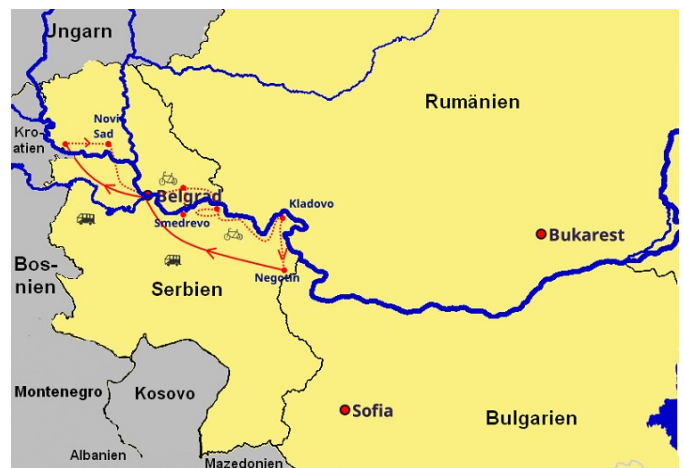 Ungarn
Rumänien
Novi
Sad
Kro-
atien
Belgrad
Kladovo
Smedrevo
Bukarest
Bos-
nien
Negotin
Serbien
Montenegro
Kosovo
Sofia
Bulgarien
Albanien
Mazedonien